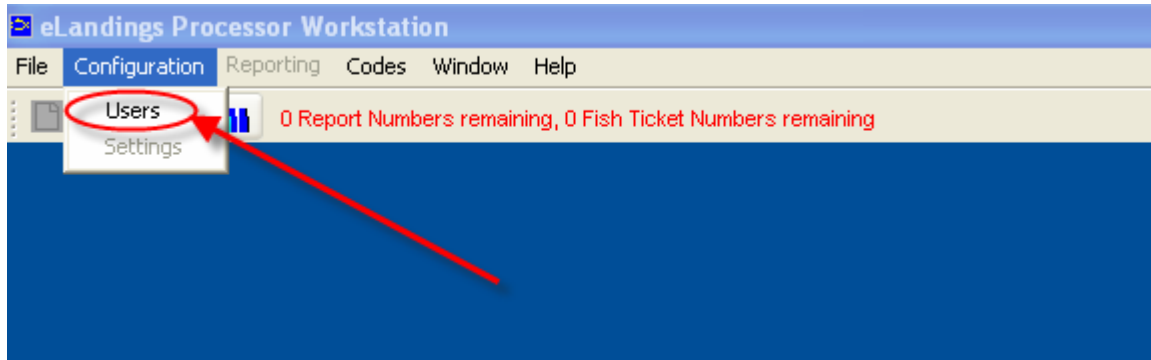 eLandings Processor Workstation
File Configuration Reporting Codes Window Help
Users
0 Report Numbers remaining, 0 Fish Ticket Numbers remaining
Settings